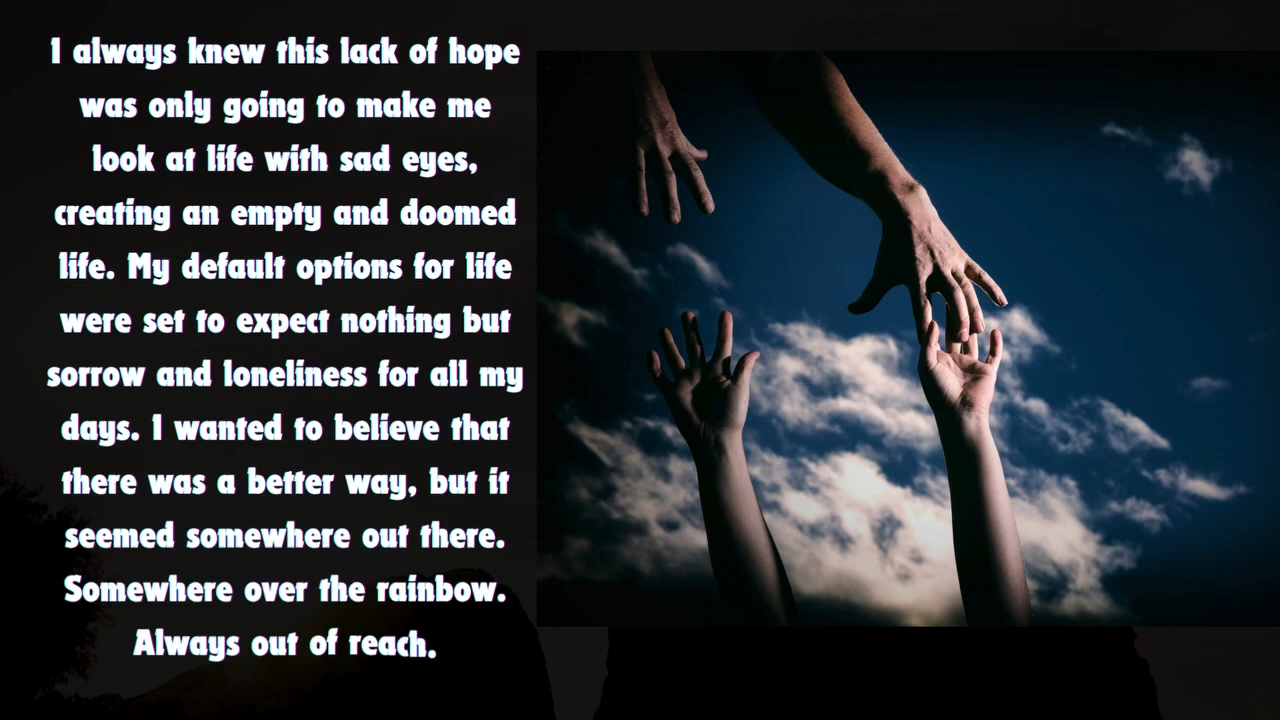 I always knew this lack of hope
was only going to make me
look at life with sad eyes,
creating an empty and doomed
life. My default options for life
were set to expect nothing but
sorrow and loneliness for all my
days. I wanted to believe that
there was a better way, but it
seemed somewhere out there.
Somewhere over the rainbow.
Always out of reach.